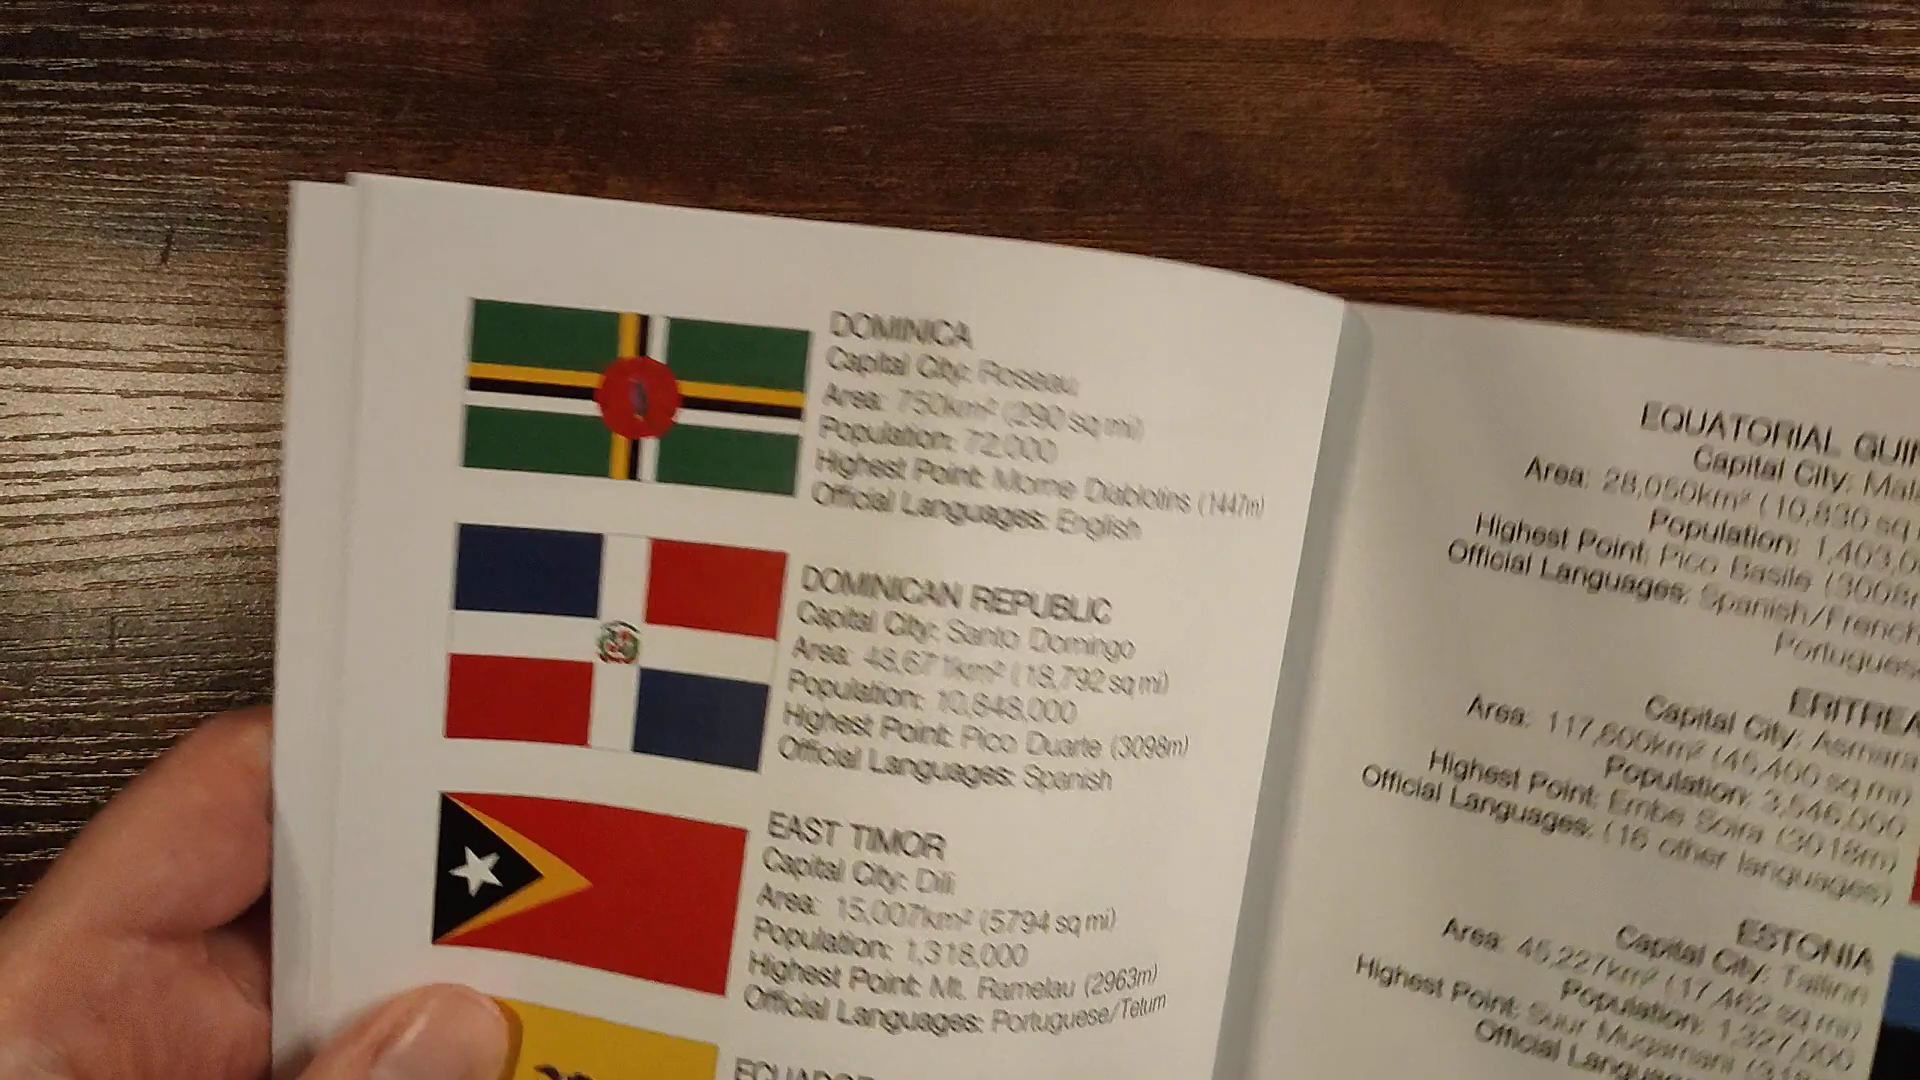 DOMINICA
Capital City: Roseau
Area: 750km² (290 sq mi)
Population: 72,000
Highest Point: Morne Diablotins (1447m)
Official Languages: English
DOMINICAN REPUBLIC
Capital City: Santo Domingo
Area: 48,671km² (18,792 sq mi)
Population: 10,848,000
Highest Point: Pico Duarte (3098m)
Official Languages: Spanish
EAST TIMOR
Capital City: Dili
Area: 15,007km² (5794 sq mi)
Population: 1,318,000
Highest Point: Mt. Ramelau (2963m)
Official Languages: Portuguese/Tetum
EQUATORIAL
Capital City:
Area: 28,050km² (10,830 sq
Population:
Highest Point: Pico Basile
Official Languages: Spanish/French
Portuguese
ERITREA
Capital City: Asmara
Area: 117,600km² (45,400 sq mi)
Population: 3,546,000
Highest Point: Embe Soira (3018m)
Official Languages: (16 other languages)
ESTONIA
Capital City: Tallinn
Area: 45,227km² (17,462 sq mi)
Population: 1,327,000
Highest Point: Suur
Official